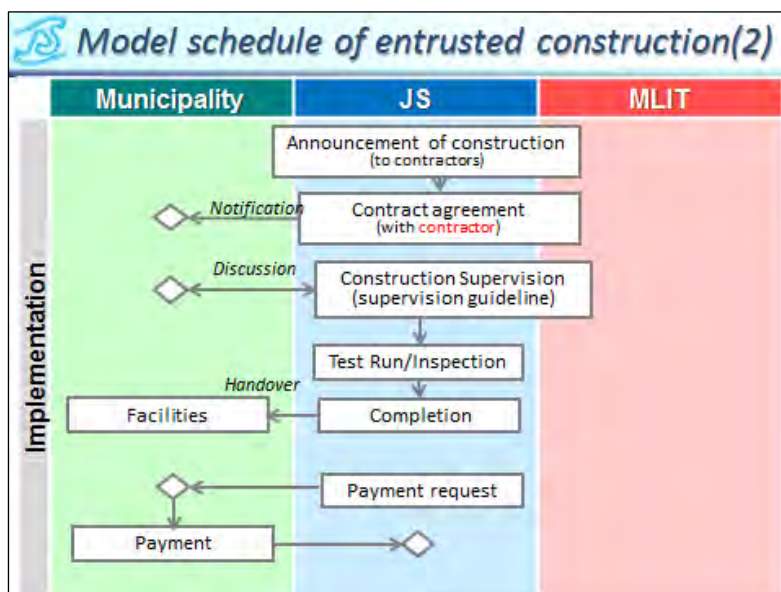 JS Model schedule of entrusted construction(2)
Municipality
JS
MLIT
Implementation
Announcement of construction
(to contractors)
Notification
Contract agreement
(with contractor)
Discussion
Construction Supervision
(supervision guideline)
Test Run/Inspection
Handover
Facilities
Completion
Payment request
Payment